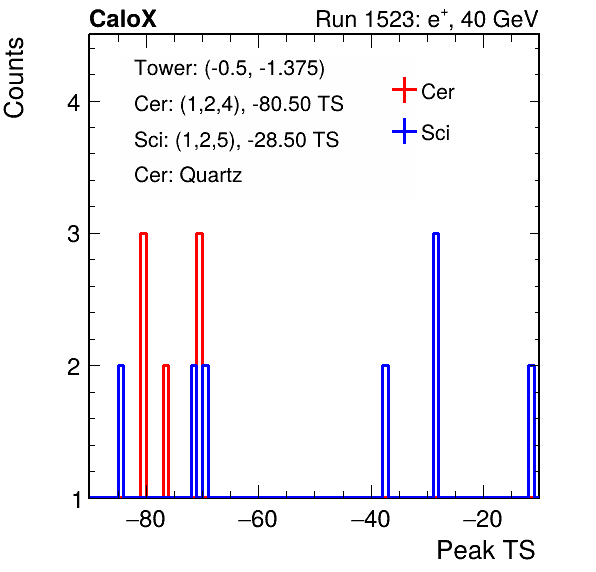 CaloX Run 1523: e+, 40 GeV
Counts
Tower: (-0.5, -1.375)
Cer: (1,2,4), -80.50 TS
Sci: (1,2,5), -28.50 TS
Cer: Quartz
Cer
Sci
4
3
2
1
−80 −60 −40 −20
Peak TS